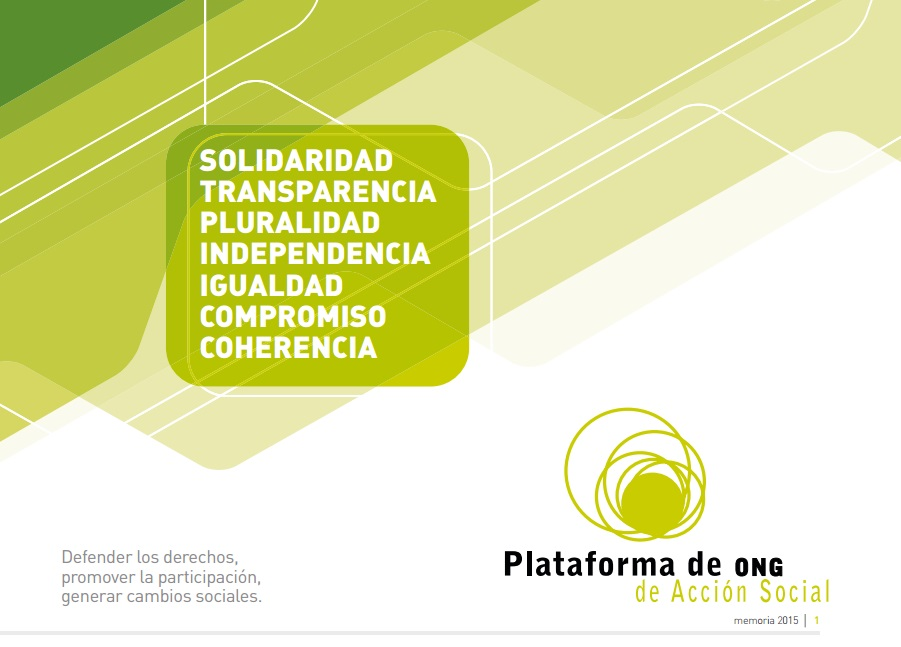 SOLIDARIDAD
TRANSPARENCIA
PLURALIDAD
INDEPENDENCIA
IGUALDAD
COMPROMISO
COHERENCIA
Defender los derechos,
promover la participación,
generar cambios sociales.
Plataforma de ONG
de Acción Social
memoria 2015 | 1